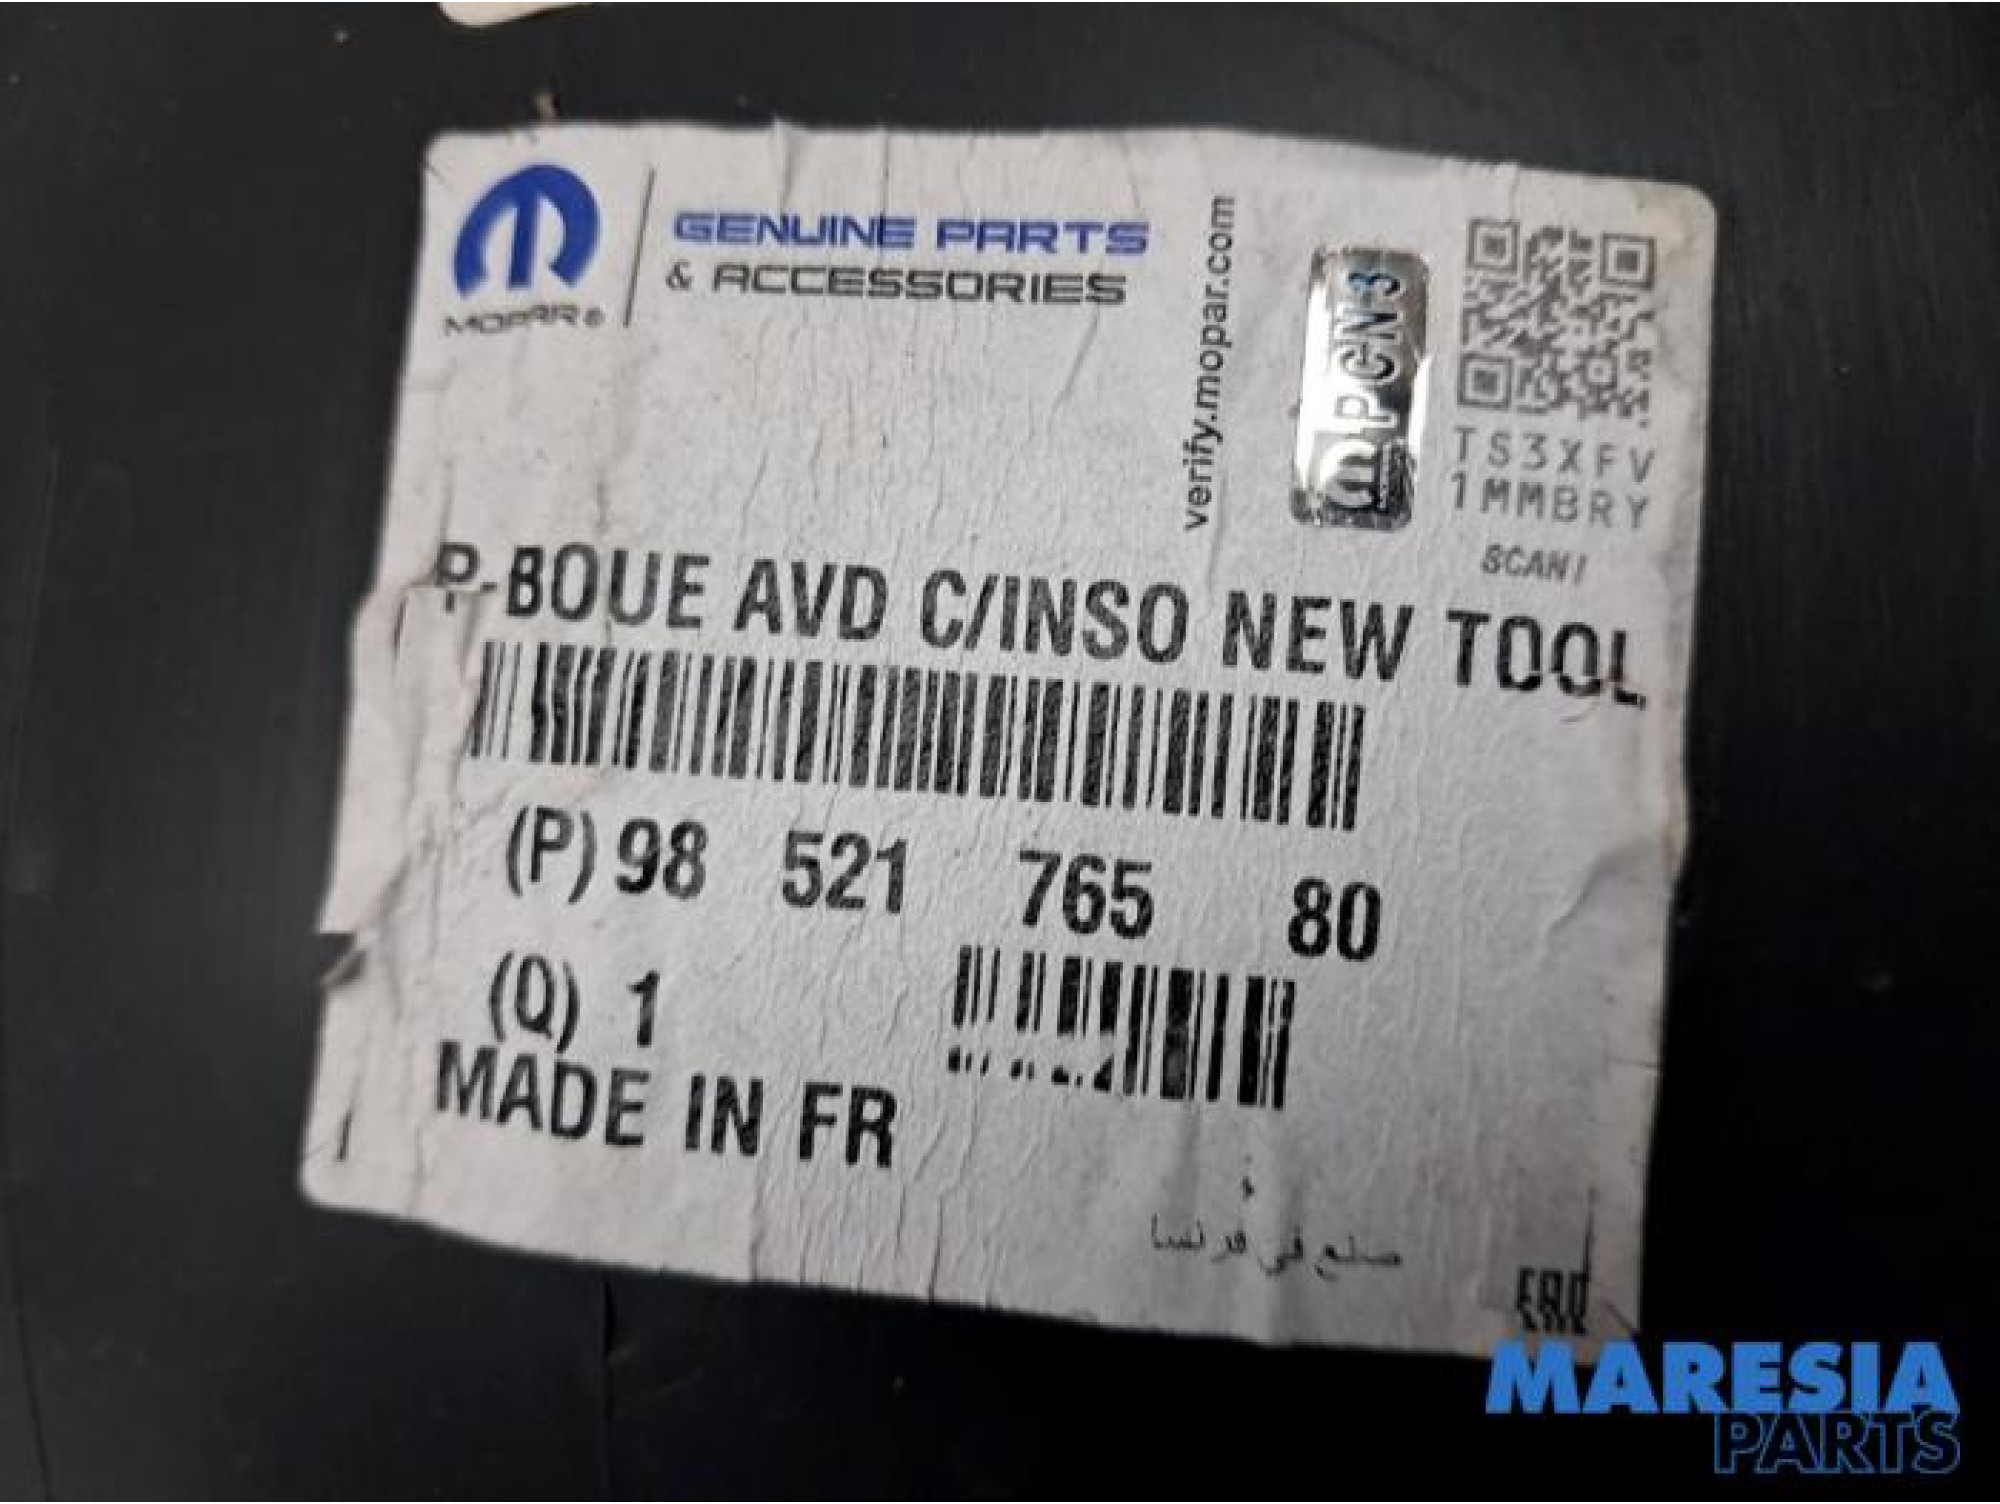 MOPAR®
GENUINE PARTS
& ACCESSORIES
verify.mopar.com
PCN3
TS3XFV
1MMBRY
SCAN!
P-BOUE AVD C/INSO NEW TOOL
(P) 98 521 765 80
(Q) 1
MADE IN FR
صنع في فرنسا
MARESIA
PARTS